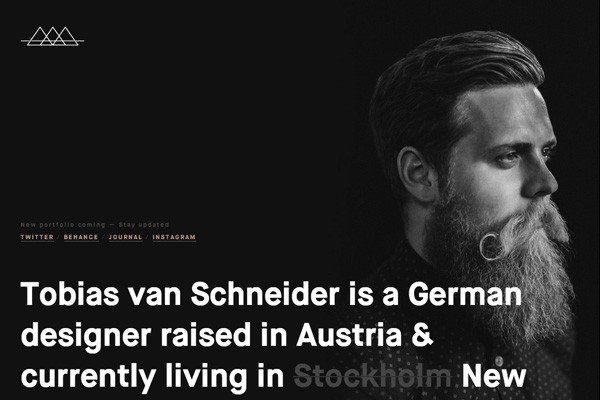 New portfolio coming — Stay updated
TWITTER / BEHANCE / JOURNAL / INSTAGRAM
Tobias van Schneider is a German
designer raised in Austria &
currently living in Stockholm New